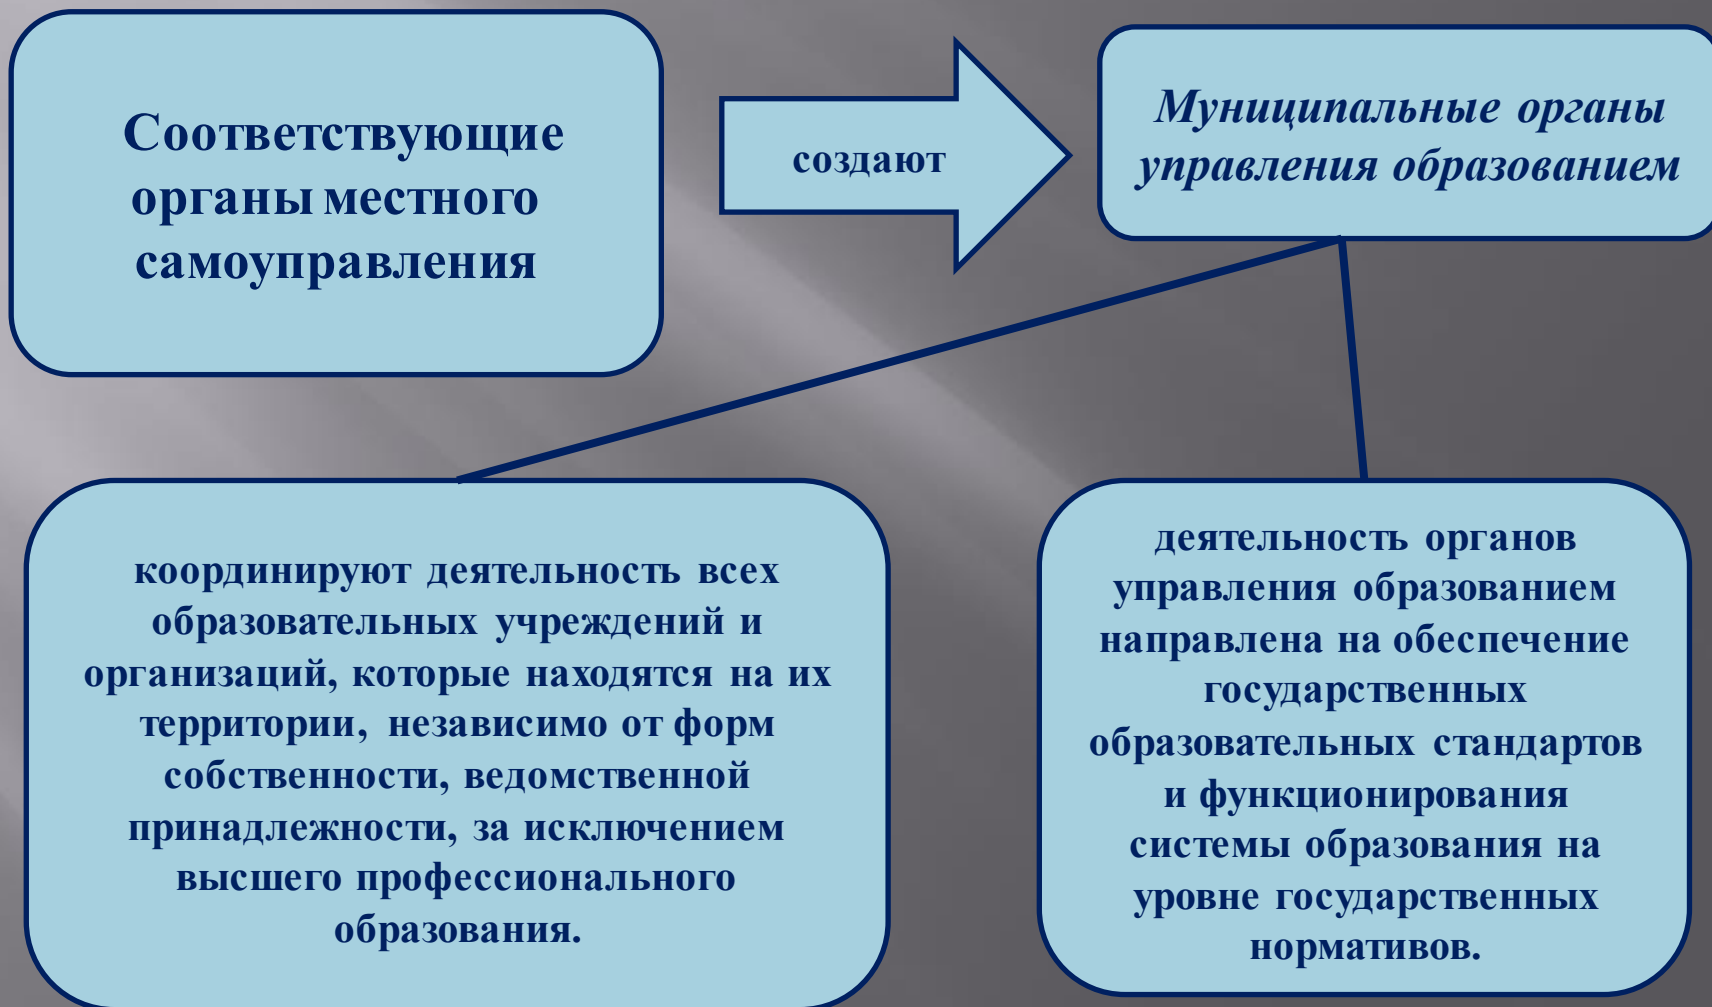 Соответствующие
органы местного
самоуправления
создают
Муниципальные органы
управления образованием
координируют деятельность всех
образовательных учреждений и
организаций, которые находятся на их
территории, независимо от форм
собственности, ведомственной
принадлежности, за исключением
высшего профессионального
образования.
деятельность органов
управления образованием
направлена на обеспечение
государственных
образовательных стандартов
и функционирования
системы образования на
уровне государственных
нормативов.